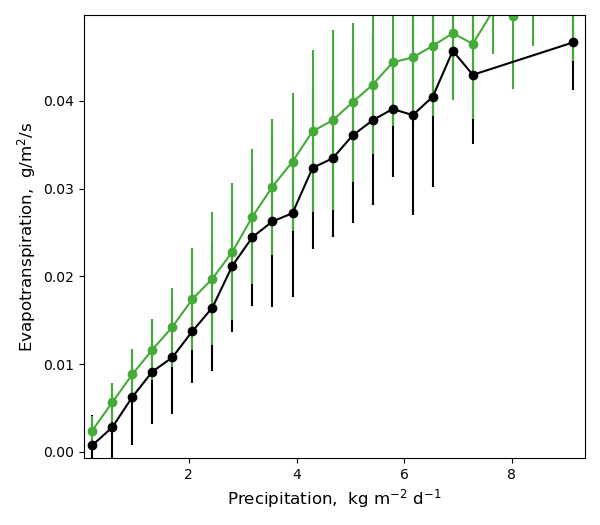 Evapotranspiration,  g/m²/s
0.04
0.03
0.02
0.01
0.00
2 4 6 8
Precipitation,  kg m⁻² d⁻¹